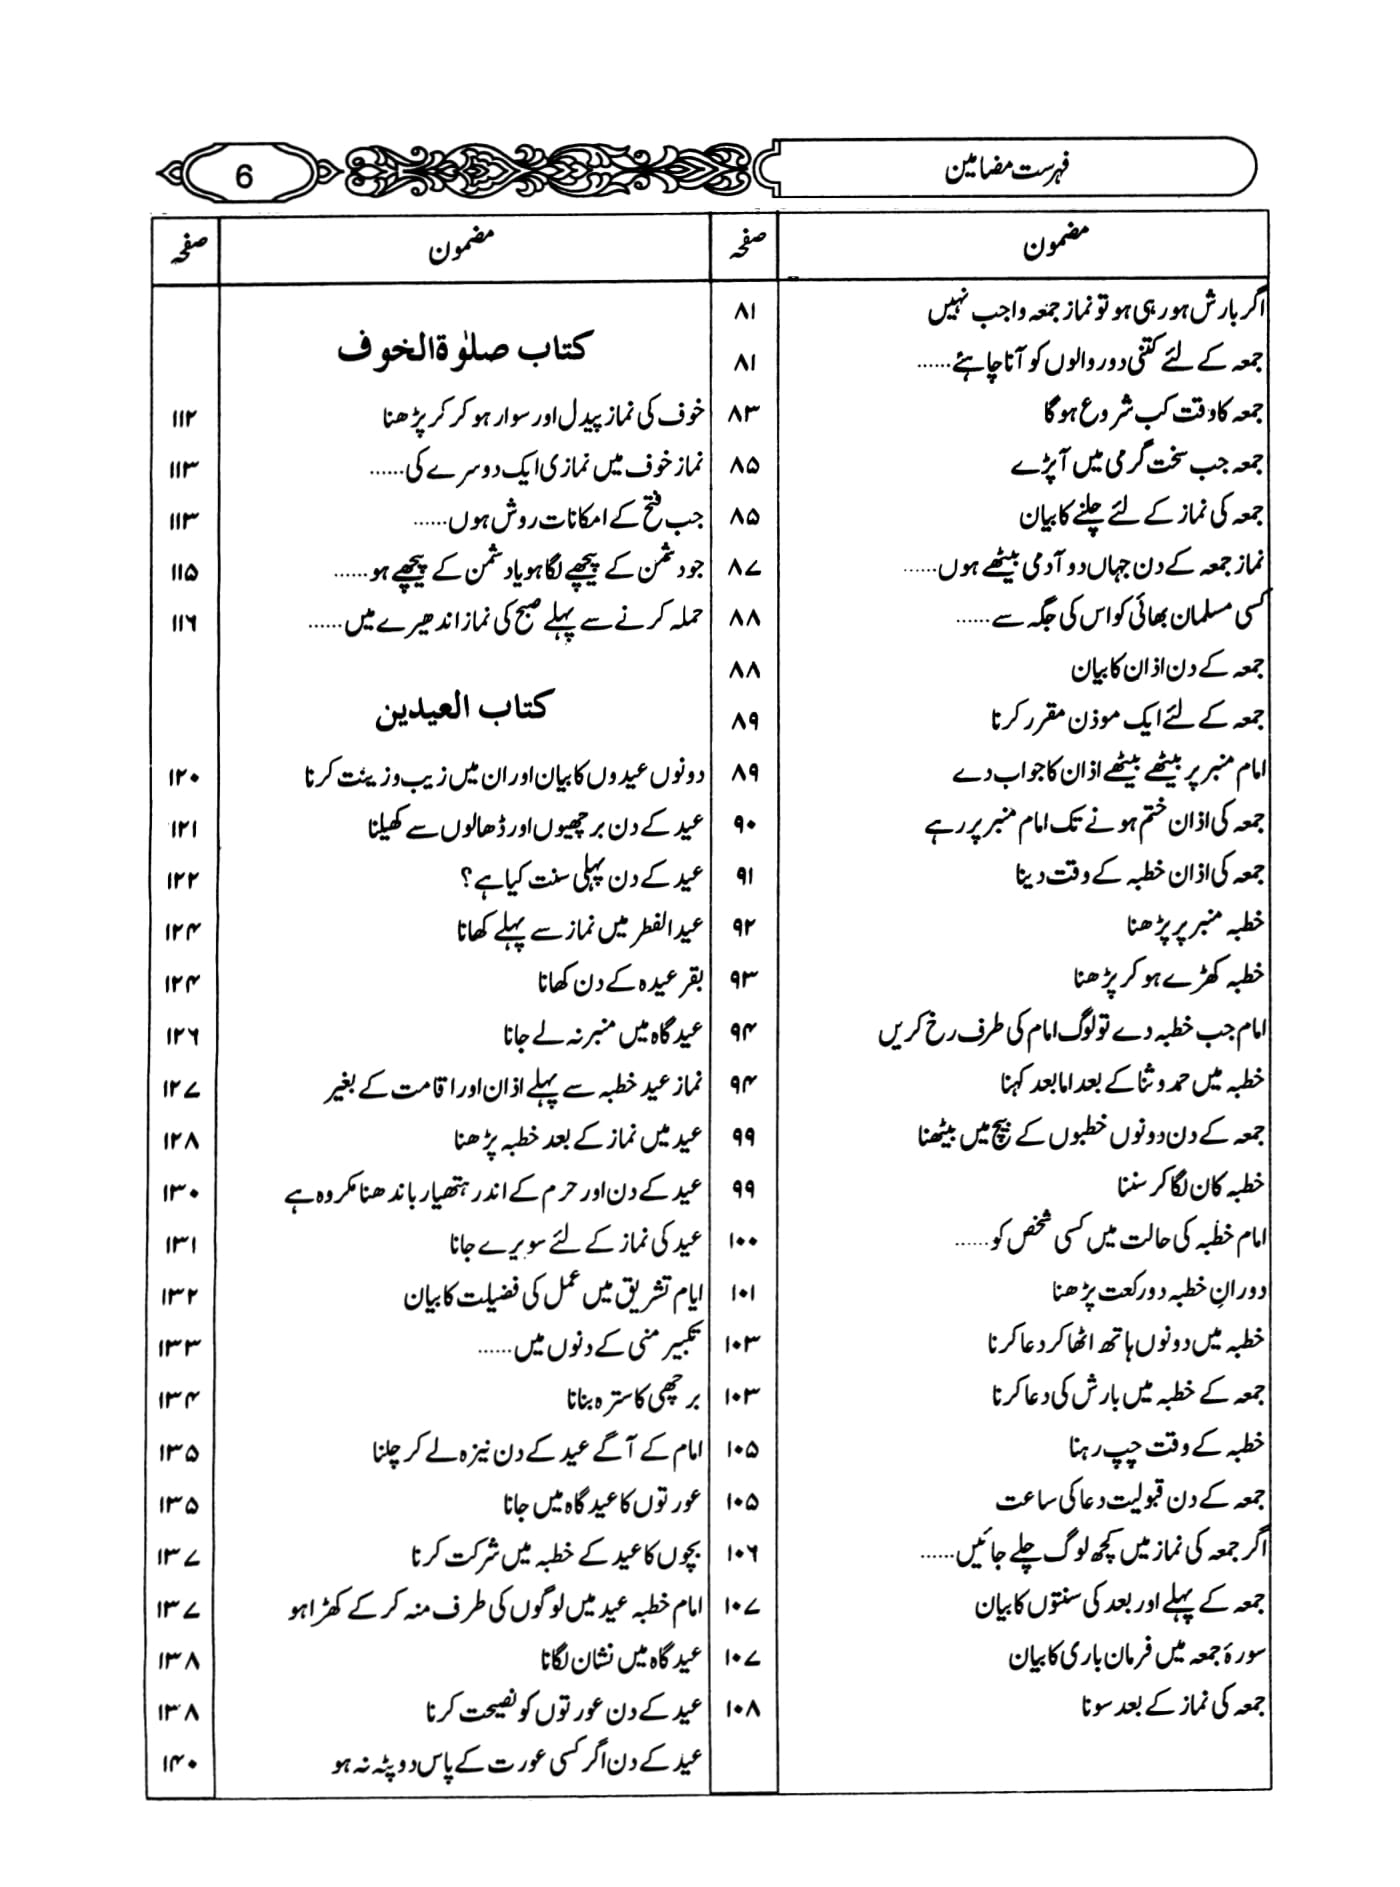 فہرست مضامین
6
مضمون
صفحہ
مضمون
صفحہ
اگر بارش ہو رہی ہو تو نماز جمعہ واجب نہیں ۸۱
جمعہ کے لئے کتنی دور والوں کو آنا چاہئے...... ۸۱
جمعہ کا وقت کب شروع ہوگا ۸۳
جمعہ جب سخت گرمی میں آپڑے ۸۵
جمعہ کی نماز کے لئے چلنے کا بیان ۸۵
نماز جمعہ کے دن جہاں دو آدمی بیٹھے ہوں...... ۸۷
کسی مسلمان بھائی کو اس کی جگہ سے...... ۸۸
جمعہ کے دن اذان کا بیان ۸۸
جمعہ کے لئے ایک موذن مقرر کرنا ۸۹
امام منبر پر بیٹھے بیٹھے اذان کا جواب دے ۸۹
جمعہ کی اذان ختم ہونے تک امام منبر پر رہے ۹۰
جمعہ کی اذان خطبہ کے وقت دینا ۹۱
خطبہ منبر پر پڑھنا ۹۲
خطبہ کھڑے ہو کر پڑھنا ۹۳
امام جب خطبہ دے تو لوگ امام کی طرف رخ کریں ۹۴
خطبہ میں حمد و ثنا کے بعد اما بعد کہنا ۹۴
جمعہ کے دن دونوں خطبوں کے بیچ میں بیٹھنا ۹۹
خطبہ کان لگا کر سننا ۹۹
امام خطبہ کی حالت میں کسی شخص کو...... ۱۰۰
دورانِ خطبہ دو رکعت پڑھنا ۱۰۱
خطبہ میں دونوں ہاتھ اٹھا کر دعا کرنا ۱۰۳
جمعہ کے خطبہ میں بارش کی دعا کرنا ۱۰۳
خطبہ کے وقت چپ رہنا ۱۰۵
جمعہ کے دن قبولیت دعا کی ساعت ۱۰۵
اگر جمعہ کی نماز میں کچھ لوگ چلے جائیں...... ۱۰۶
جمعہ کے پہلے اور بعد کی سنتوں کا بیان ۱۰۷
سورۂ جمعہ میں فرمان باری کا بیان ۱۰۷
جمعہ کی نماز کے بعد سونا ۱۰۸
کتاب صلوٰۃ الخوف
خوف کی نماز پیدل اور سوار ہو کر کر پڑھنا ۱۱۲
نماز خوف میں نمازی ایک دوسرے کی...... ۱۱۳
جب فتح کے امکانات روش ہوں...... ۱۱۳
جو دشمن کے پیچھے لگا ہو یا دشمن کے پیچھے ہو...... ۱۱۵
حملہ کرنے سے پہلے صبح کی نماز اندھیرے میں...... ۱۱۶
کتاب العیدین
دونوں عیدوں کا بیان اور ان میں زیب و زینت کرنا ۱۲۰
عید کے دن برچھیوں اور ڈھالوں سے کھیلنا ۱۲۱
عید کے دن پہلی سنت کیا ہے؟ ۱۲۲
عید الفطر میں نماز سے پہلے کھانا ۱۲۴
بقر عیدہ کے دن کھانا ۱۲۴
عید گاہ میں منبر نہ لے جانا ۱۲۶
نماز عید خطبہ سے پہلے اذان اور اقامت کے بغیر ۱۲۷
عید میں نماز کے بعد خطبہ پڑھنا ۱۲۸
عید کے دن اور حرم کے اندر ہتھیار باندھنا مکروہ ہے ۱۳۰
عید کی نماز کے لئے سویرے جانا ۱۳۱
ایام تشریق میں عمل کی فضیلت کا بیان ۱۳۲
تکبیر منی کے دنوں میں...... ۱۳۳
برچھی کا سترہ بنانا ۱۳۴
امام کے آگے عید کے دن نیزہ لے کر چلنا ۱۳۵
عورتوں کا عیدگاہ میں جانا ۱۳۵
بچوں کا عید کے خطبہ میں شرکت کرنا ۱۳۷
امام خطبہ عید میں لوگوں کی طرف منہ کر کے کھڑا ہو ۱۳۷
عیدگاہ میں نشان لگانا ۱۳۸
عید کے دن عورتوں کو نصیحت کرنا ۱۳۸
عید کے دن اگر کسی عورت کے پاس دوپٹہ نہ ہو ۱۴۰